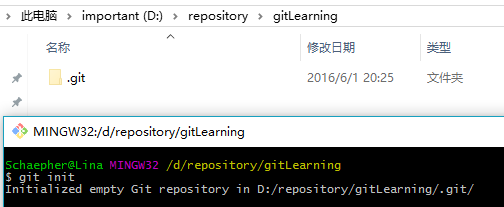 此电脑 > important (D:) > repository > gitLearning
名称 修改日期 类型
.git 2016/6/1 20:25 文件夹
MINGW32:/d/repository/gitLearning
Schaepher@Lina MINGW32 /d/repository/gitLearning
$ git init
Initialized empty Git repository in D:/repository/gitLearning/.git/